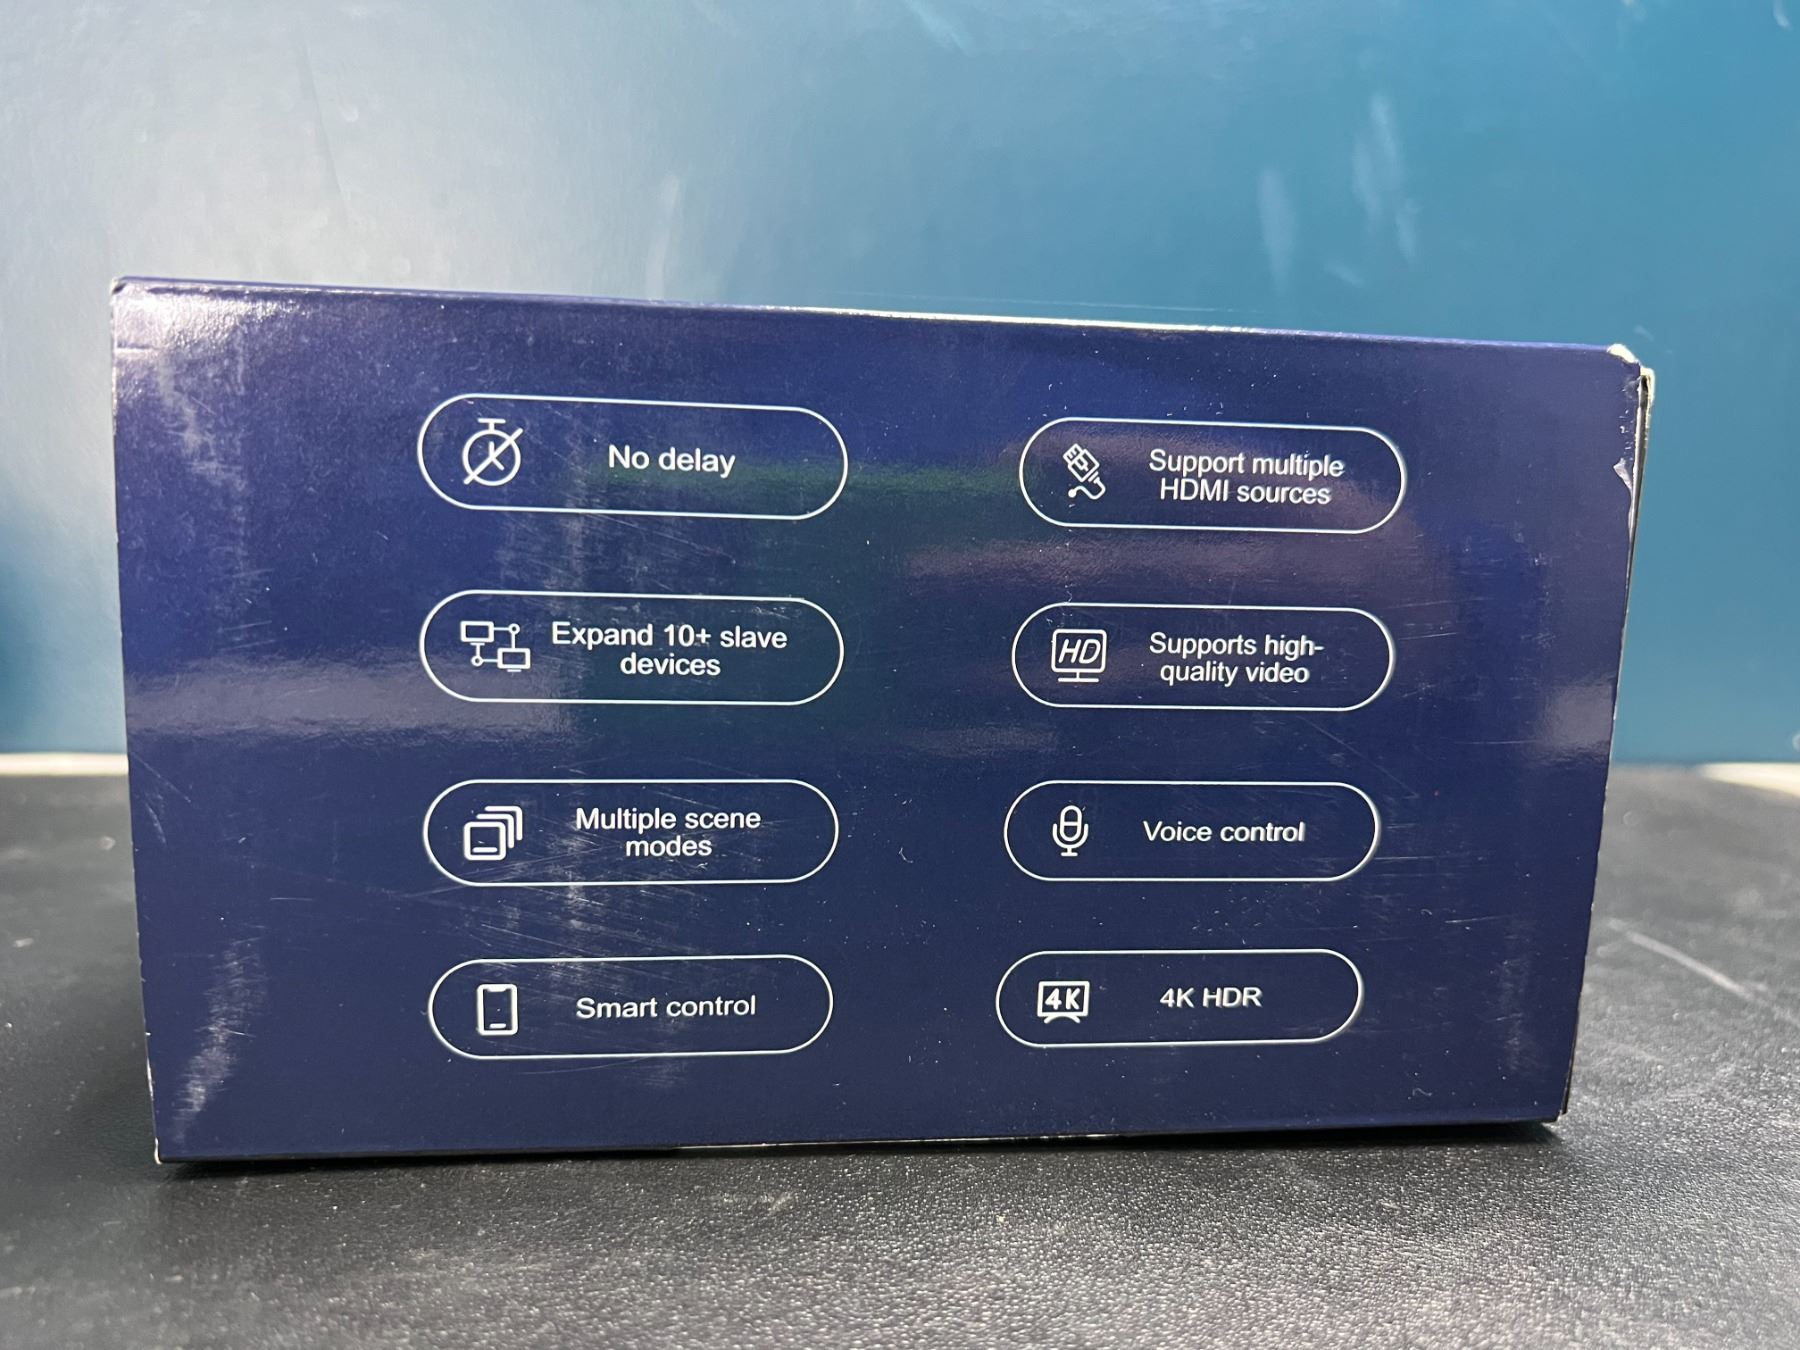 No delay
Support multiple
HDMI sources
Expand 10+ slave
devices
HD
Supports high-
quality video
Multiple scene
modes
Voice control
Smart control
4K
4K HDR